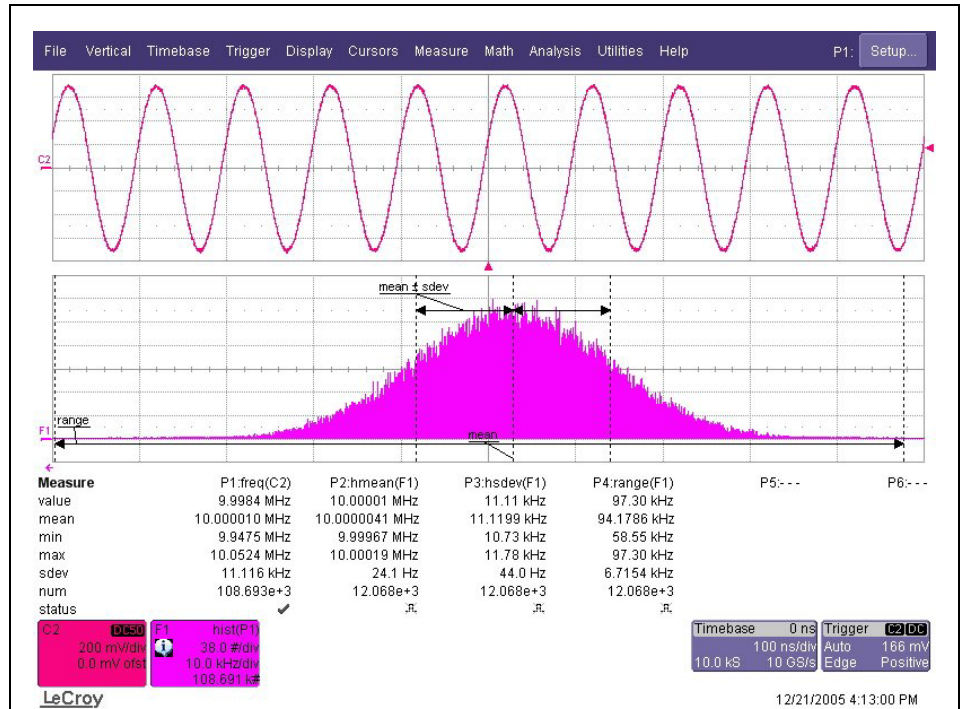 File Vertical Timebase Trigger Display Cursors Measure Math Analysis Utilities Help P1: Setup...
C2
mean ± sdev
range
F1
mean
Measure P1:freq(C2) P2:hmean(F1) P3:hsdev(F1) P4:range(F1) P5:- - - P6:- - -
value 9.9984 MHz 10.00001 MHz 11.11 kHz 97.30 kHz
mean 10.000010 MHz 10.0000041 MHz 11.1199 kHz 94.1786 kHz
min 9.9475 MHz 9.99967 MHz 10.73 kHz 58.55 kHz
max 10.0524 MHz 10.00019 MHz 11.78 kHz 97.30 kHz
sdev 11.116 kHz 24.1 Hz 44.0 Hz 6.7154 kHz
num 108.693e+3 12.068e+3 12.068e+3 12.068e+3
status
C2 DC50 F1 hist(P1) Timebase 0 ns Trigger C2 DC
200 mV/div 38.0 #/div 100 ns/div Auto 166 mV
0.0 mV ofst 10.0 kHz/div 10.0 kS 10 GS/s Edge Positive
108.691 k#
LeCroy 12/21/2005 4:13:00 PM